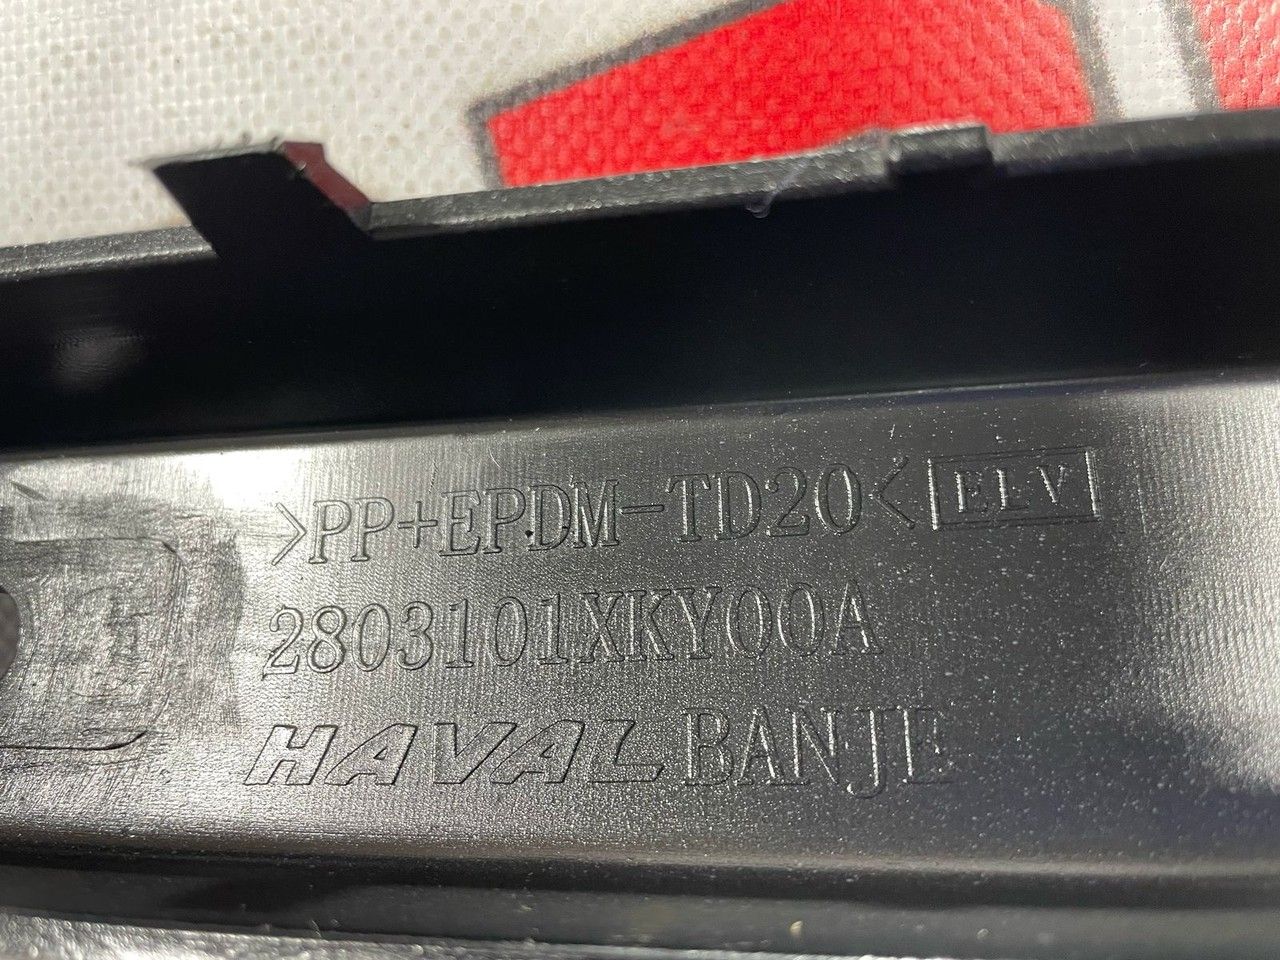 >PP+EPDM-TD20< ELV
2803101XKY00A
HAVAL BANJE